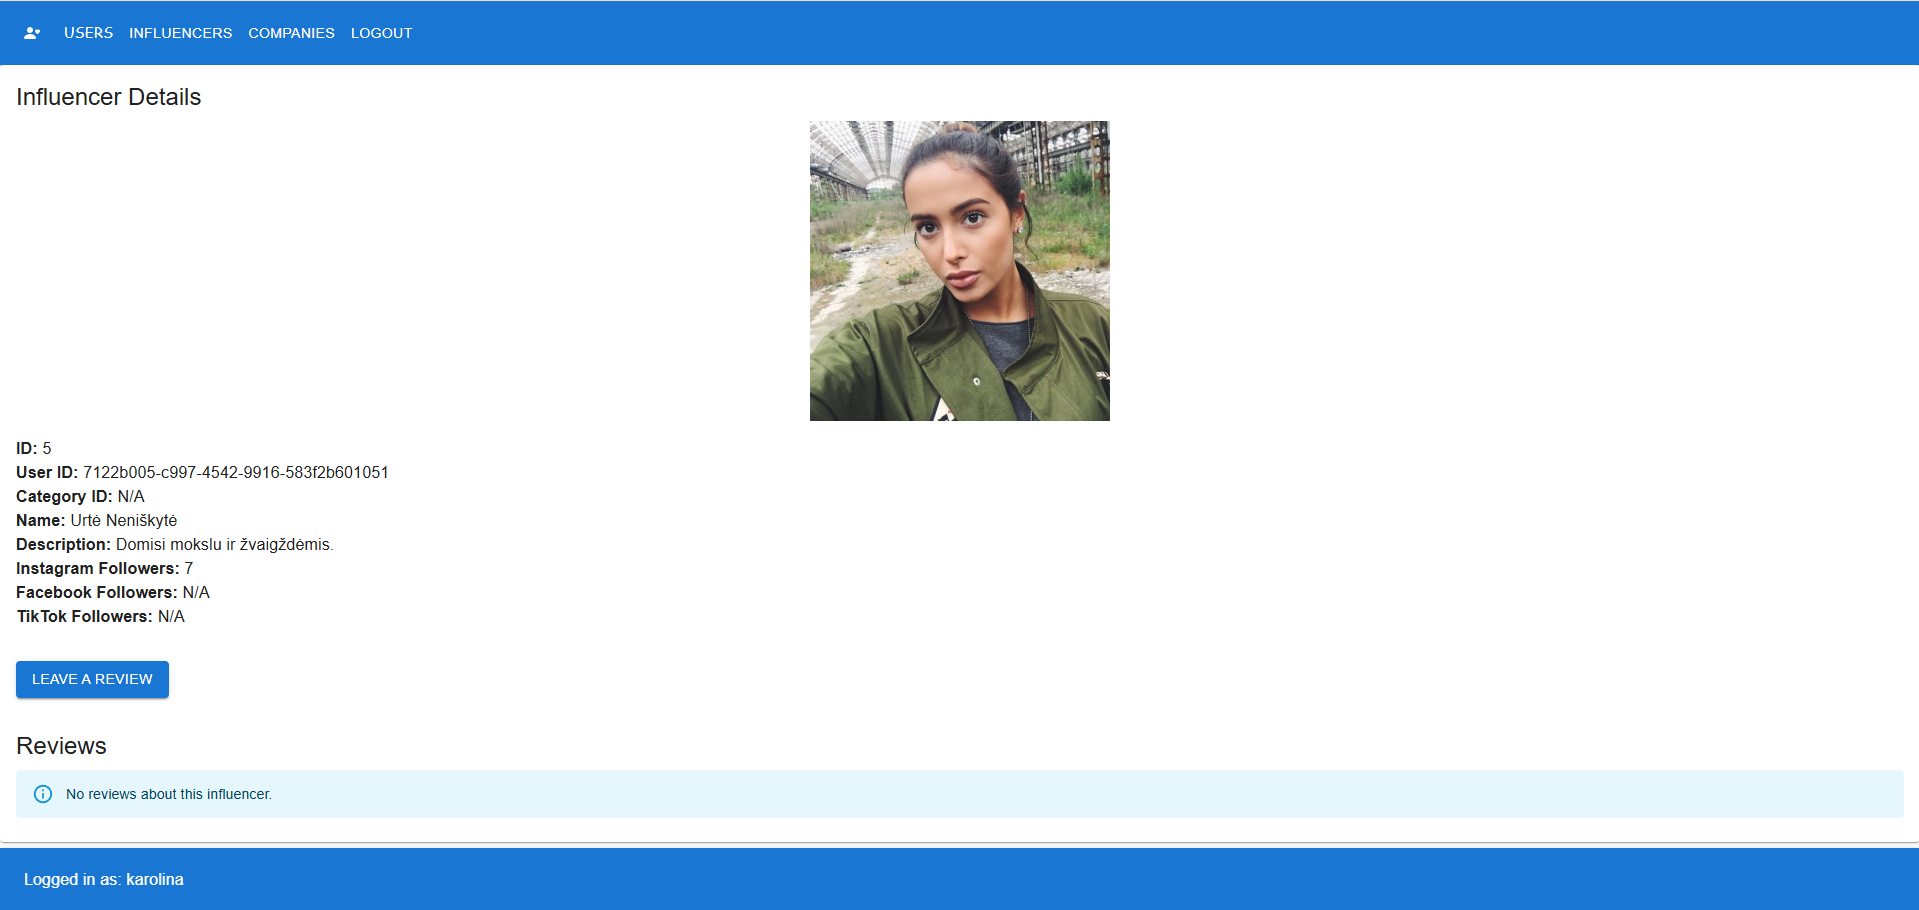 USERS INFLUENCERS COMPANIES LOGOUT
Influencer Details
ID: 5
User ID: 7122b005-c997-4542-9916-583f2b601051
Category ID: N/A
Name: Urtė Neniškytė
Description: Domisi mokslu ir žvaigždėmis.
Instagram Followers: 7
Facebook Followers: N/A
TikTok Followers: N/A
LEAVE A REVIEW
Reviews
No reviews about this influencer.
Logged in as: karolina